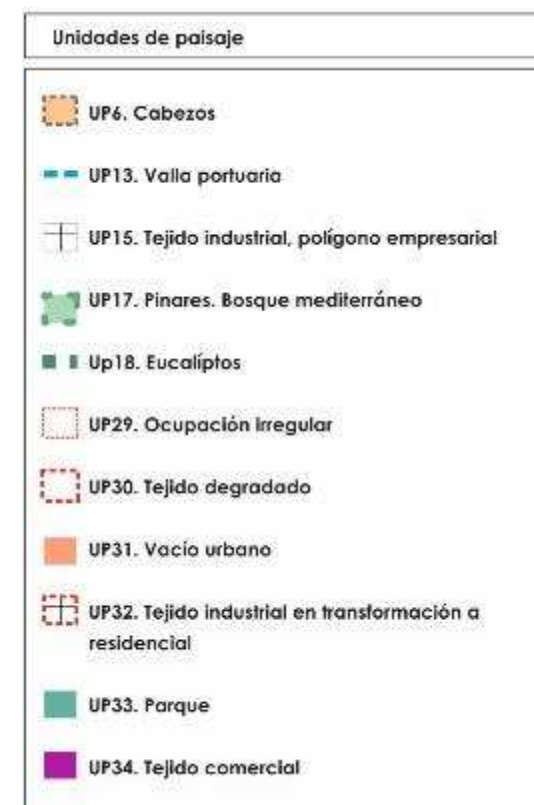 Unidades de paisaje
UP6. Cabezos
UP13. Valla portuaria
UP15. Tejido industrial, polígono empresarial
UP17. Pinares. Bosque mediterráneo
Up18. Eucalíptos
UP29. Ocupación irregular
UP30. Tejido degradado
UP31. Vacío urbano
UP32. Tejido industrial en transformación a
residencial
UP33. Parque
UP34. Tejido comercial